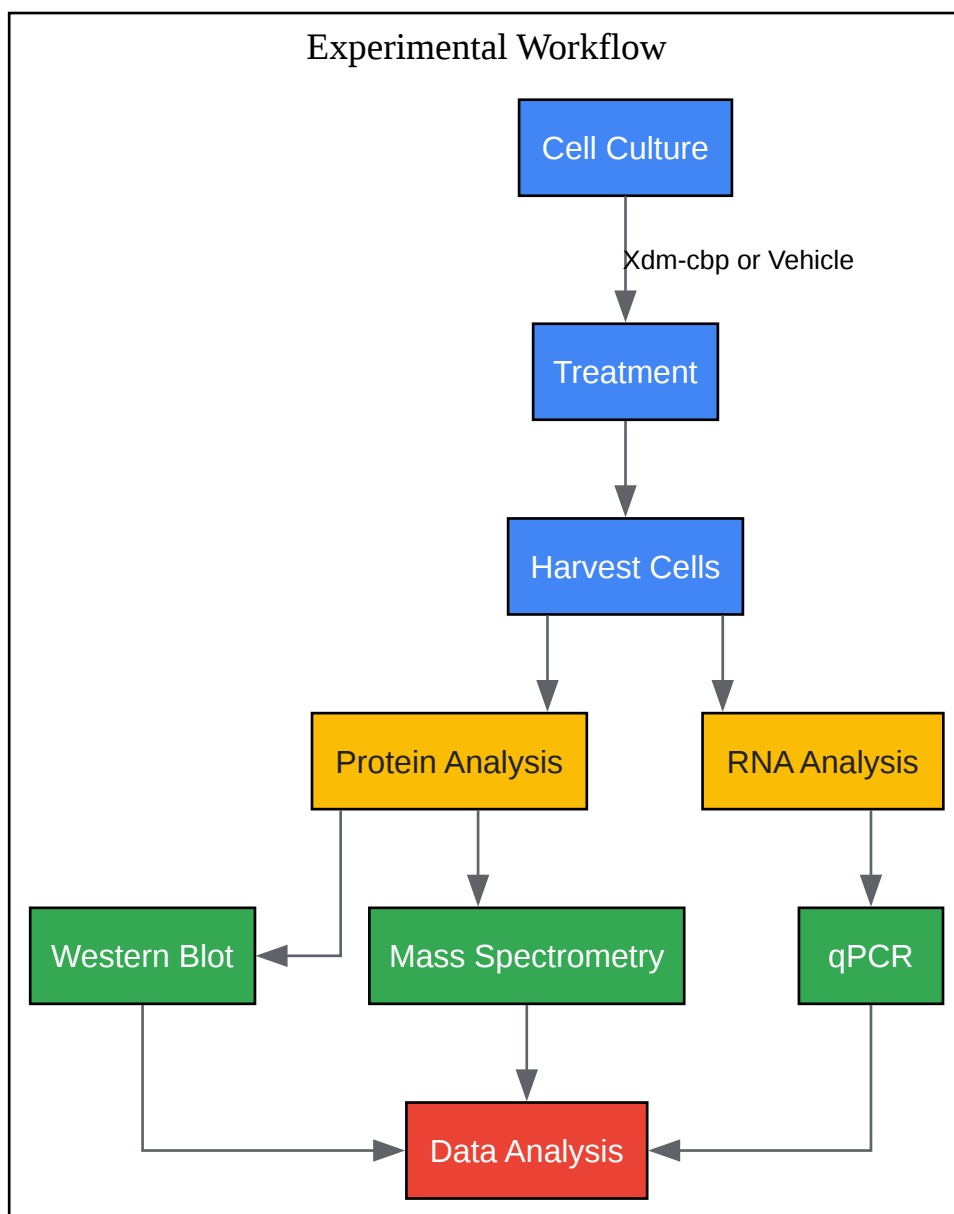 Experimental Workflow
Cell Culture
Xdm-cbp or Vehicle
Treatment
Harvest Cells
Protein Analysis
RNA Analysis
Western Blot
Mass Spectrometry
qPCR
Data Analysis